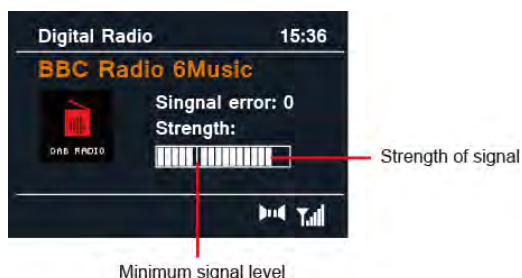 Digital Radio 15:36
BBC Radio 6Music
Singnal error: 0
Strength:
DAB RADIO
Strength of signal
Minimum signal level